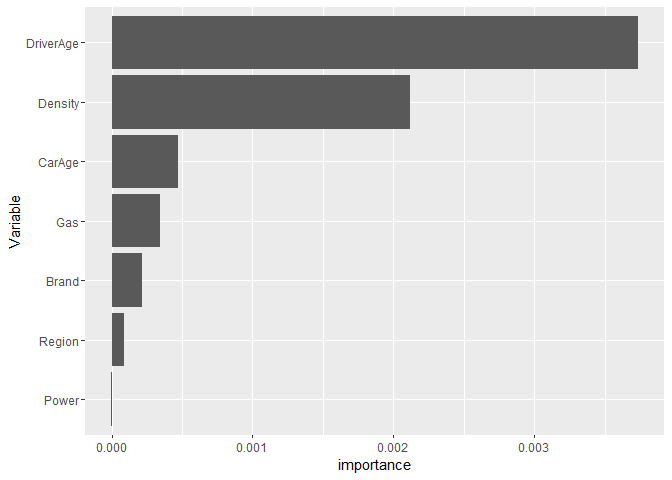 DriverAge
Density
CarAge
Gas
Brand
Region
Power
Variable
0.000 0.001 0.002 0.003
importance